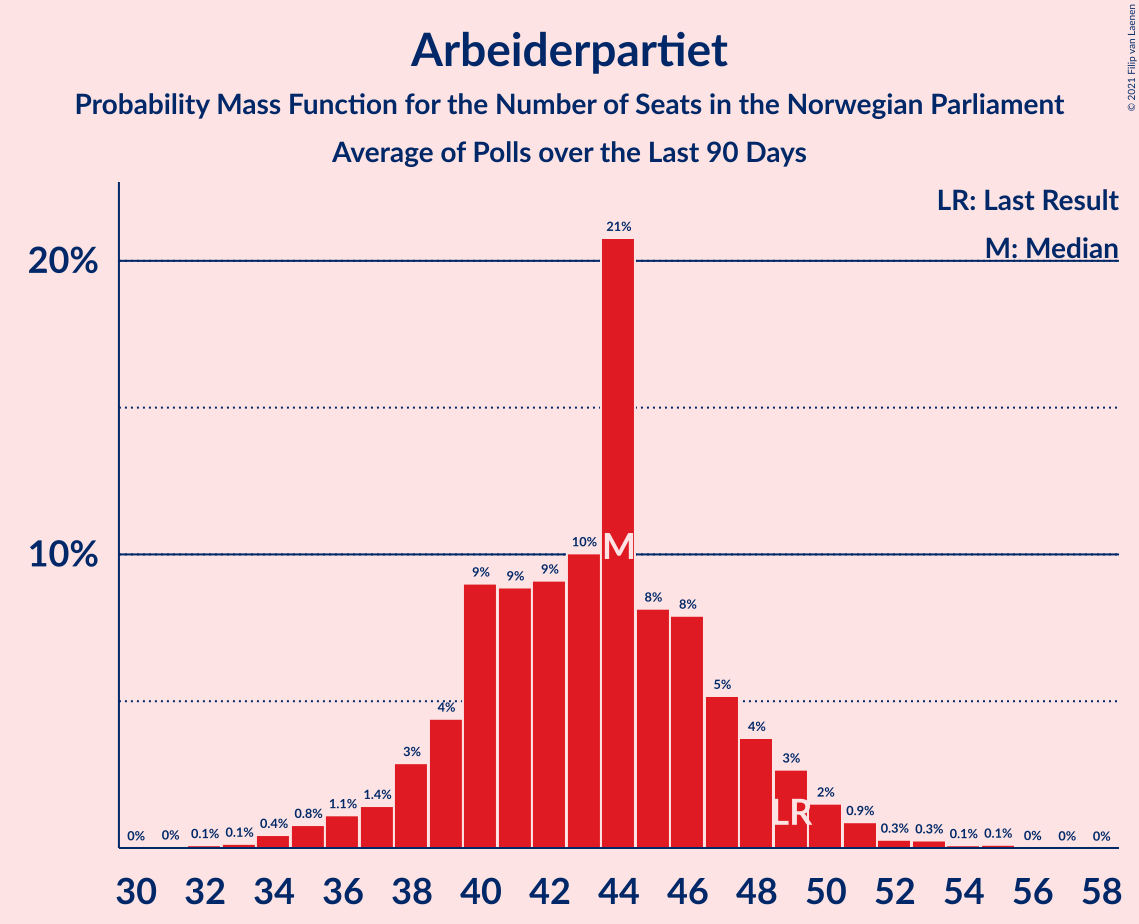 Arbeiderpartiet
Probability Mass Function for the Number of Seats in the Norwegian Parliament
Average of Polls over the Last 90 Days
© 2021 Filip van Laenen
LR: Last Result
M: Median
20%
10%
0% 0% 0.1% 0.1% 0.4% 0.8% 1.1% 1.4% 3% 4% 9% 9% 9% 10% 21% 8% 8% 5% 4% 3% 2% 0.9% 0.3% 0.3% 0.1% 0.1% 0% 0% 0%
M
LR
30 32 34 36 38 40 42 44 46 48 50 52 54 56 58